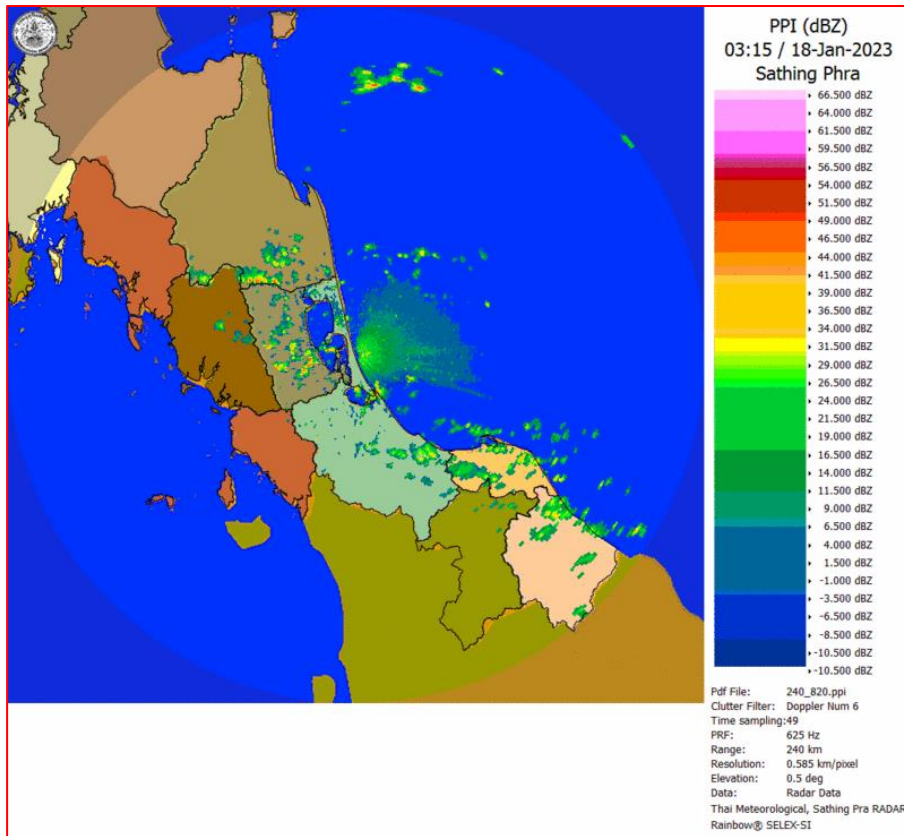 PPI (dBZ)
03:15 / 18-Jan-2023
Sathing Phra
66.500 dBZ
64.000 dBZ
61.500 dBZ
59.500 dBZ
56.500 dBZ
54.000 dBZ
51.500 dBZ
49.000 dBZ
46.500 dBZ
44.000 dBZ
41.500 dBZ
39.000 dBZ
36.500 dBZ
34.000 dBZ
31.500 dBZ
29.000 dBZ
26.500 dBZ
24.000 dBZ
21.500 dBZ
19.000 dBZ
16.500 dBZ
14.000 dBZ
11.500 dBZ
9.000 dBZ
6.500 dBZ
4.000 dBZ
1.500 dBZ
-1.000 dBZ
-3.500 dBZ
-6.500 dBZ
-8.500 dBZ
-10.500 dBZ
-10.500 dBZ
Pdf File: 240_820.ppi
Clutter Filter: Doppler Num 6
Time sampling:49
PRF: 625 Hz
Range: 240 km
Resolution: 0.585 km/pixel
Elevation: 0.5 deg
Data: Radar Data
Thai Meteorological, Sathing Pra RADAR
Rainbow® SELEX-SI